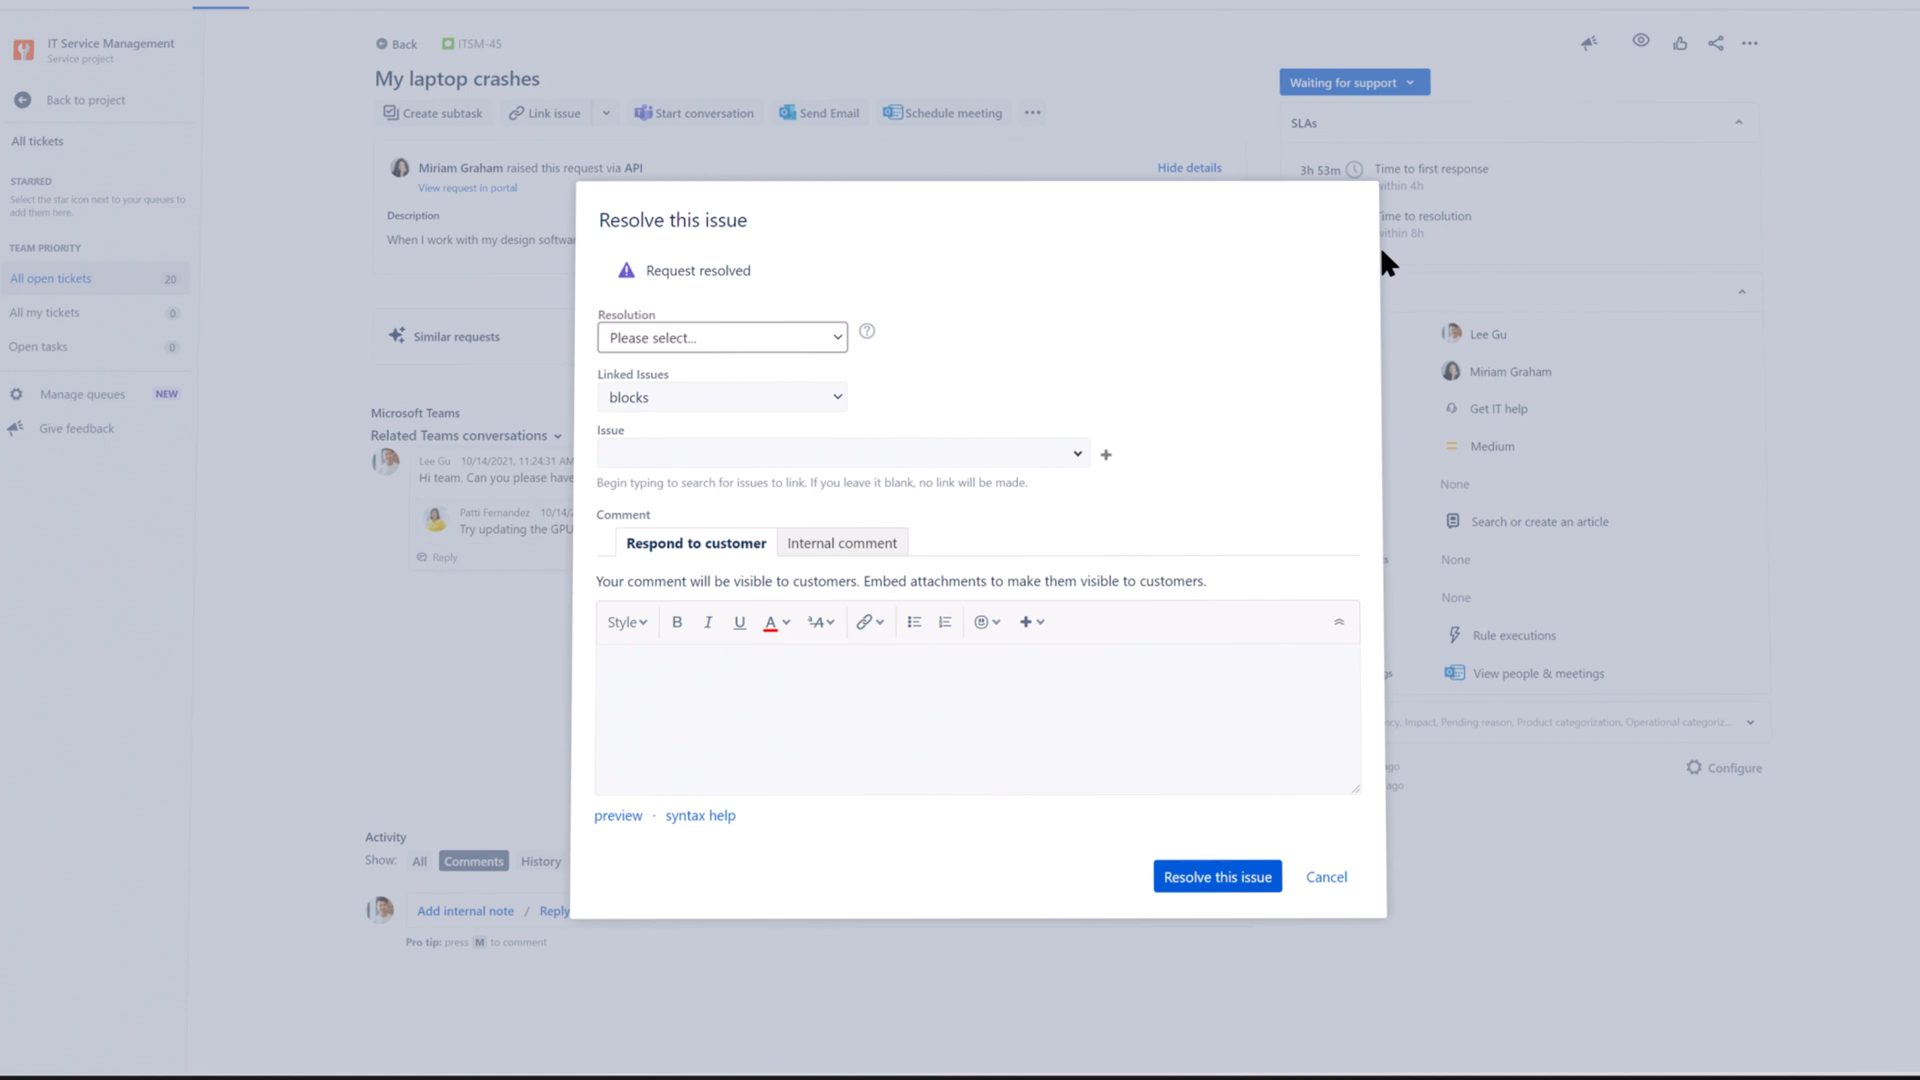 IT Service Management
Service project
Back to project
All tickets
STARRED
Select the star icon next to your queues to
add them here.
TEAM PRIORITY
All open tickets 20
All my tickets 0
Open tasks 0
Manage queues NEW
Give feedback
Back ITSM-45
My laptop crashes
Create subtask Link issue Start conversation Send Email Schedule meeting
Miriam Graham raised this request via API Hide details
View request in portal
Description
When I work with my design softwar
Similar requests
Microsoft Teams
Related Teams conversations
Lee Gu 10/14/2021, 11:24:31 AM
Hi team. Can you please have
Patti Fernandez 10/14/2
Try updating the GPU
Reply
Activity
Show: All Comments History
Add internal note / Reply
Pro tip: press M to comment
Resolve this issue
Request resolved
Resolution
Please select...
Linked Issues
blocks
Issue
Begin typing to search for issues to link. If you leave it blank, no link will be made.
Comment
Respond to customer Internal comment
Your comment will be visible to customers. Embed attachments to make them visible to customers.
Style B I U A ªA
preview · syntax help
Resolve this issue Cancel
Waiting for support
SLAs
3h 53m Time to first response
within 4h
Time to resolution
within 8h
Lee Gu
Miriam Graham
Get IT help
Medium
None
Search or create an article
None
None
Rule executions
View people & meetings
ncy, Impact, Pending reason, Product categorization, Operational categoriz...
ago
ago
Configure